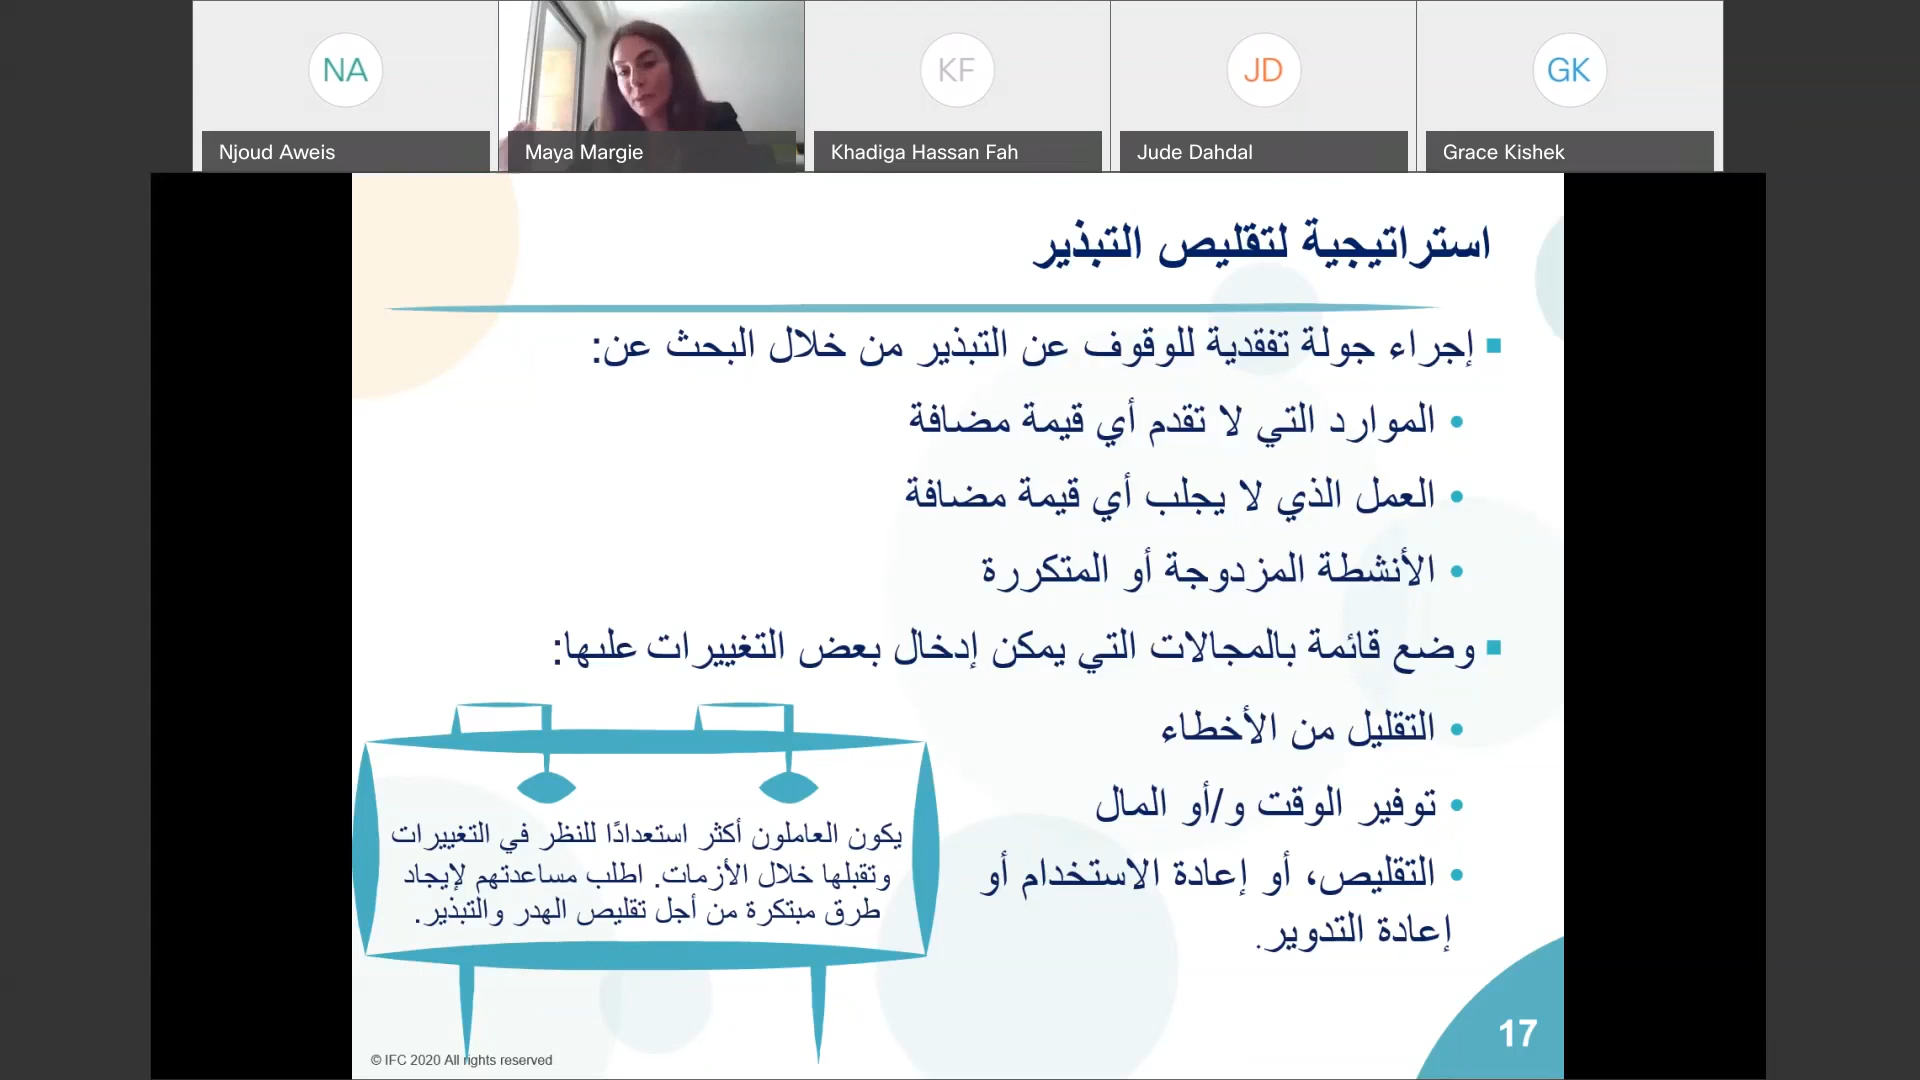 NA
KF
JD
GK
Njoud Aweis
Maya Margie
Khadiga Hassan Fah
Jude Dahdal
Grace Kishek
استراتيجية لتقليص التبذير
إجراء جولة تفقدية للوقوف عن التبذير من خلال البحث عن:
الموارد التي لا تقدم أي قيمة مضافة
العمل الذي لا يجلب أي قيمة مضافة
الأنشطة المزدوجة أو المتكررة
وضع قائمة بالمجالات التي يمكن إدخال بعض التغييرات علىها:
التقليل من الأخطاء
توفير الوقت و/أو المال
التقليص، أو إعادة الاستخدام أو
إعادة التدوير.
يكون العاملون أكثر استعدادًا للنظر في التغييرات
وتقبلها خلال الأزمات. اطلب مساعدتهم لإيجاد
طرق مبتكرة من أجل تقليص الهدر والتبذير.
17
© IFC 2020 All rights reserved